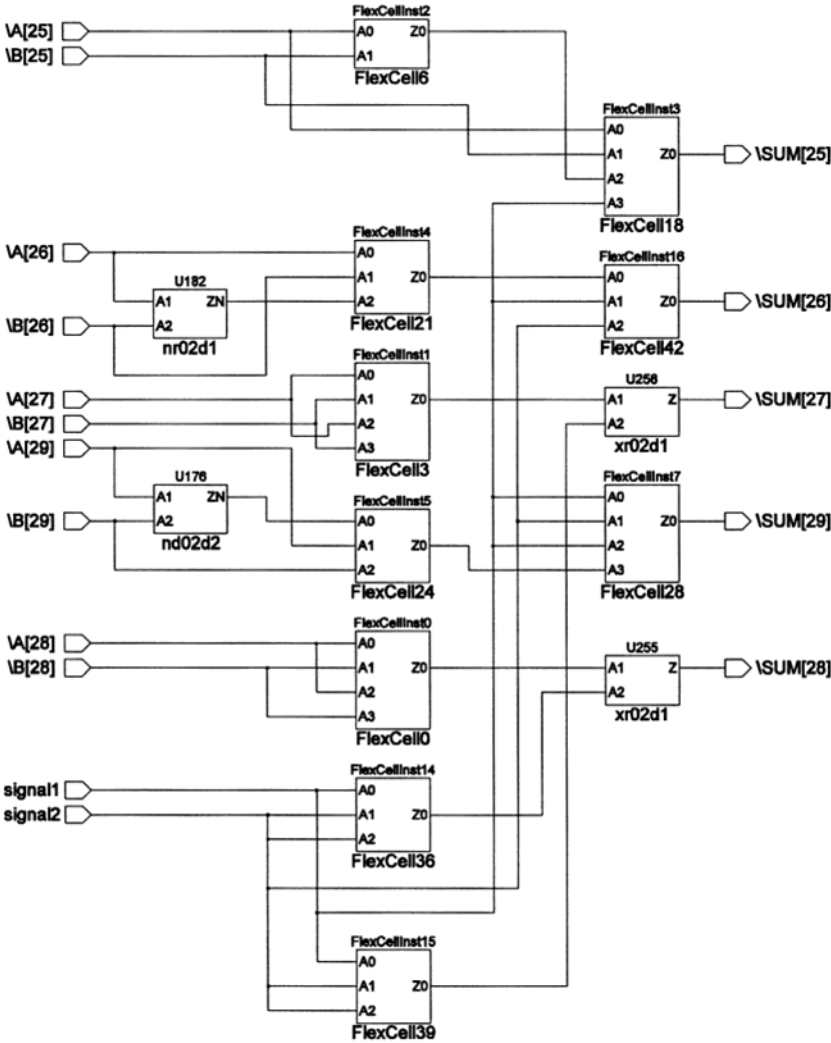 FlexCellInst2
\A[25]
A0 Z0
\B[25]
A1
FlexCell6
FlexCellInst3
A0
A1 Z0
\SUM[25]
A2
A3
FlexCell18
\A[26]
FlexCellInst4
A0
A1 Z0
A2
FlexCell21
U182
A1 ZN
A2
nr02d1
\B[26]
FlexCellInst16
A0
A1 Z0
\SUM[26]
A2
FlexCell42
FlexCellInst1
A0
\A[27]
A1 Z0
\B[27]
A2
\A[29]
A3
FlexCell3
U256
A1 Z
\SUM[27]
A2
xr02d1
U176
A1 ZN
\B[29]
A2
nd02d2
FlexCellInst5
A0
A1 Z0
A2
FlexCell24
FlexCellInst7
A0
A1 Z0
\SUM[29]
A2
A3
FlexCell28
FlexCellInst0
\A[28]
A0
\B[28]
A1 Z0
A2
A3
FlexCell0
U255
A1 Z
\SUM[28]
A2
xr02d1
FlexCellInst14
signal1
A0
signal2
A1 Z0
A2
FlexCell36
FlexCellInst15
A0
A1 Z0
A2
FlexCell39